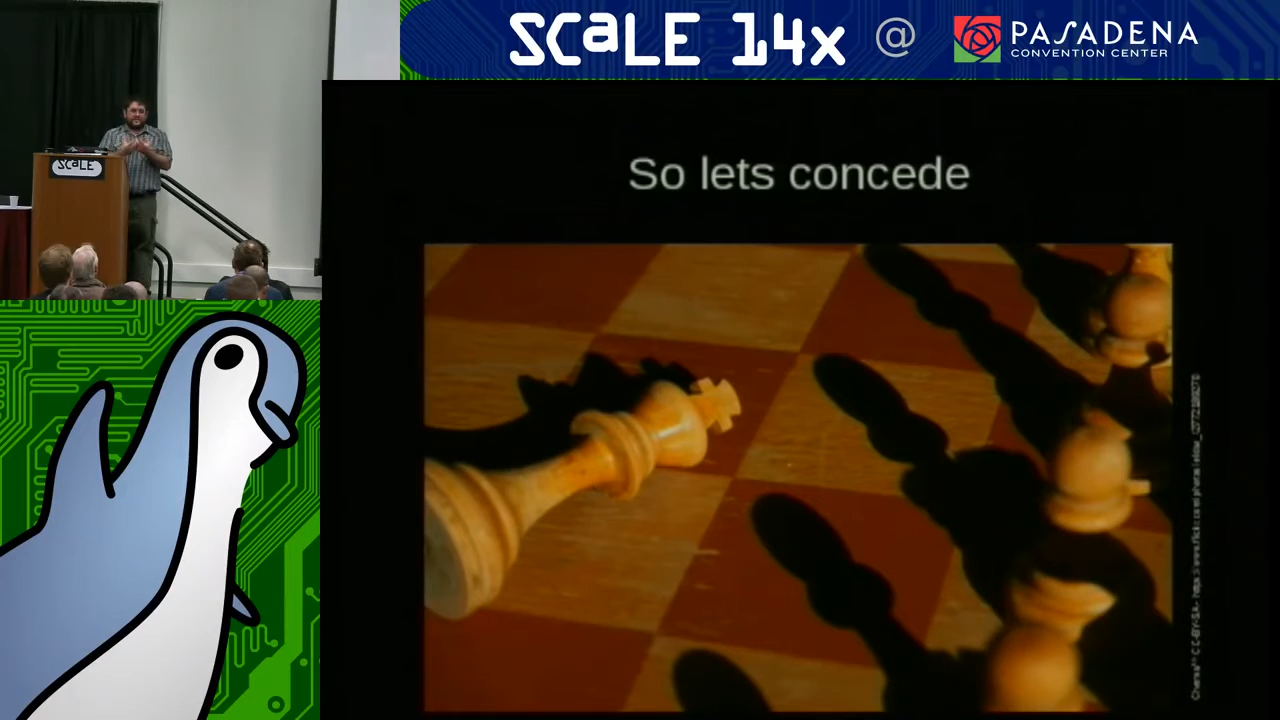 SCaLE 14x @ PASADENA
CONVENTION CENTER
SCaLE
So lets concede